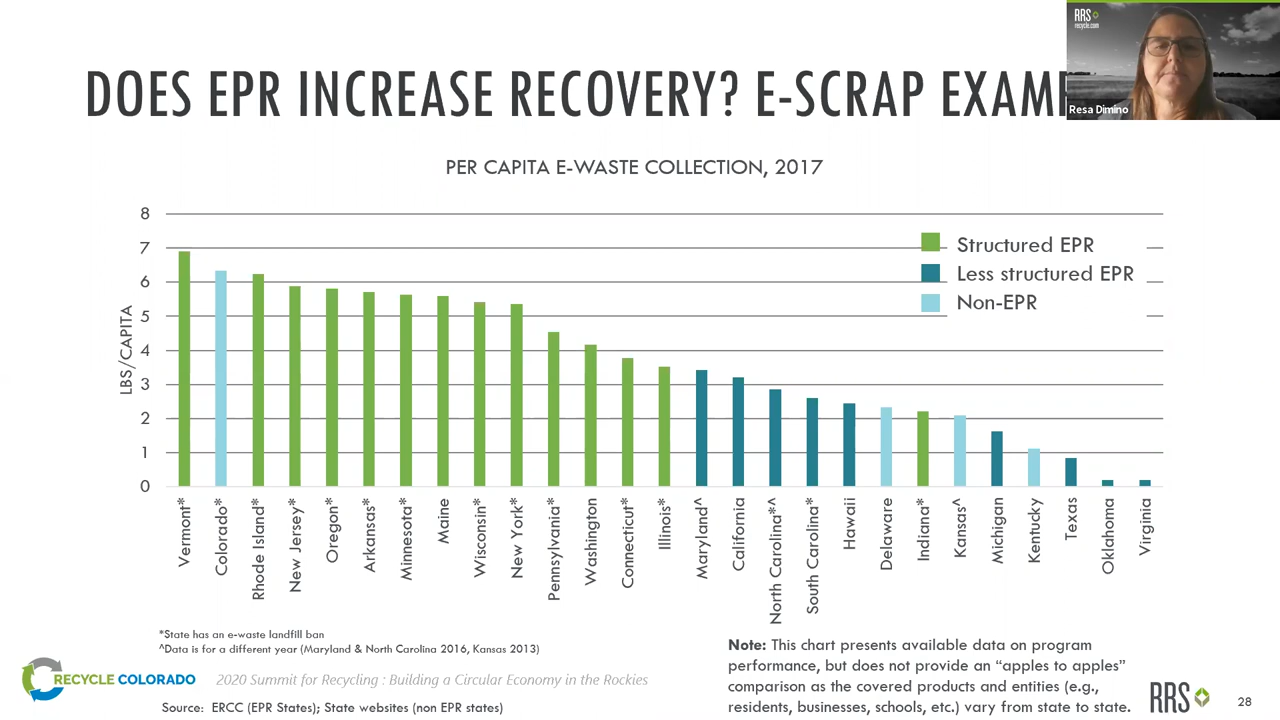 RRS
recycle.com
DOES EPR INCREASE RECOVERY? E-SCRAP EXAM
Resa Dimino
PER CAPITA E-WASTE COLLECTION, 2017
8
7
6
5
4
3
2
1
0
LBS/CAPITA
Structured EPR
Less structured EPR
Non-EPR
Vermont*
Colorado*
Rhode Island*
New Jersey*
Oregon*
Arkansas*
Minnesota*
Maine
Wisconsin*
New York*
Pennsylvania*
Washington
Connecticut*
Illinois*
Maryland^
California
North Carolina*^
South Carolina*
Hawaii
Delaware
Indiana*
Kansas^
Michigan
Kentucky
Texas
Oklahoma
Virginia
*State has an e-waste landfill ban
^Data is for a different year (Maryland & North Carolina 2016, Kansas 2013)
Note: This chart presents available data on program
performance, but does not provide an “apples to apples”
comparison as the covered products and entities (e.g.,
residents, businesses, schools, etc.) vary from state to state.
RECYCLE COLORADO
2020 Summit for Recycling : Building a Circular Economy in the Rockies
Source: ERCC (EPR States); State websites (non EPR states)
RRS
28